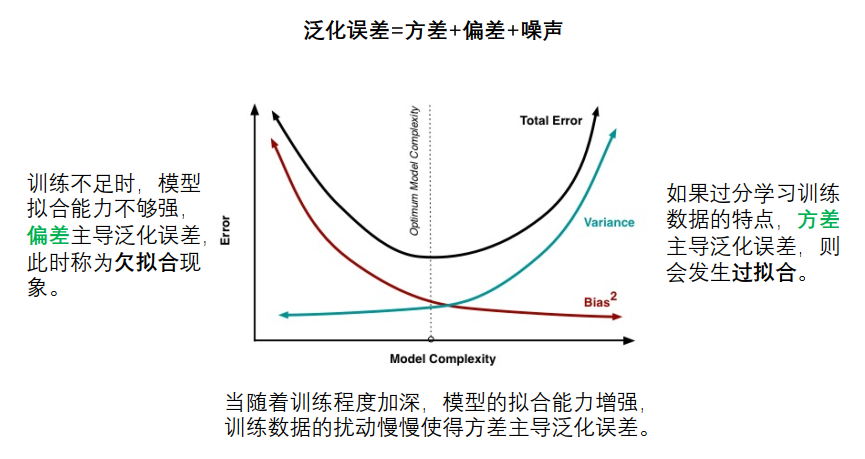 泛化误差=方差+偏差+噪声
训练不足时，模型
拟合能力不够强，
偏差主导泛化误差，
此时称为欠拟合现
象。
Error
Optimum Model Complexity
Total Error
Variance
Bias²
Model Complexity
如果过分学习训练
数据的特点，方差
主导泛化误差，则
会发生过拟合。
当随着训练程度加深，模型的拟合能力增强，
训练数据的扰动慢慢使得方差主导泛化误差。